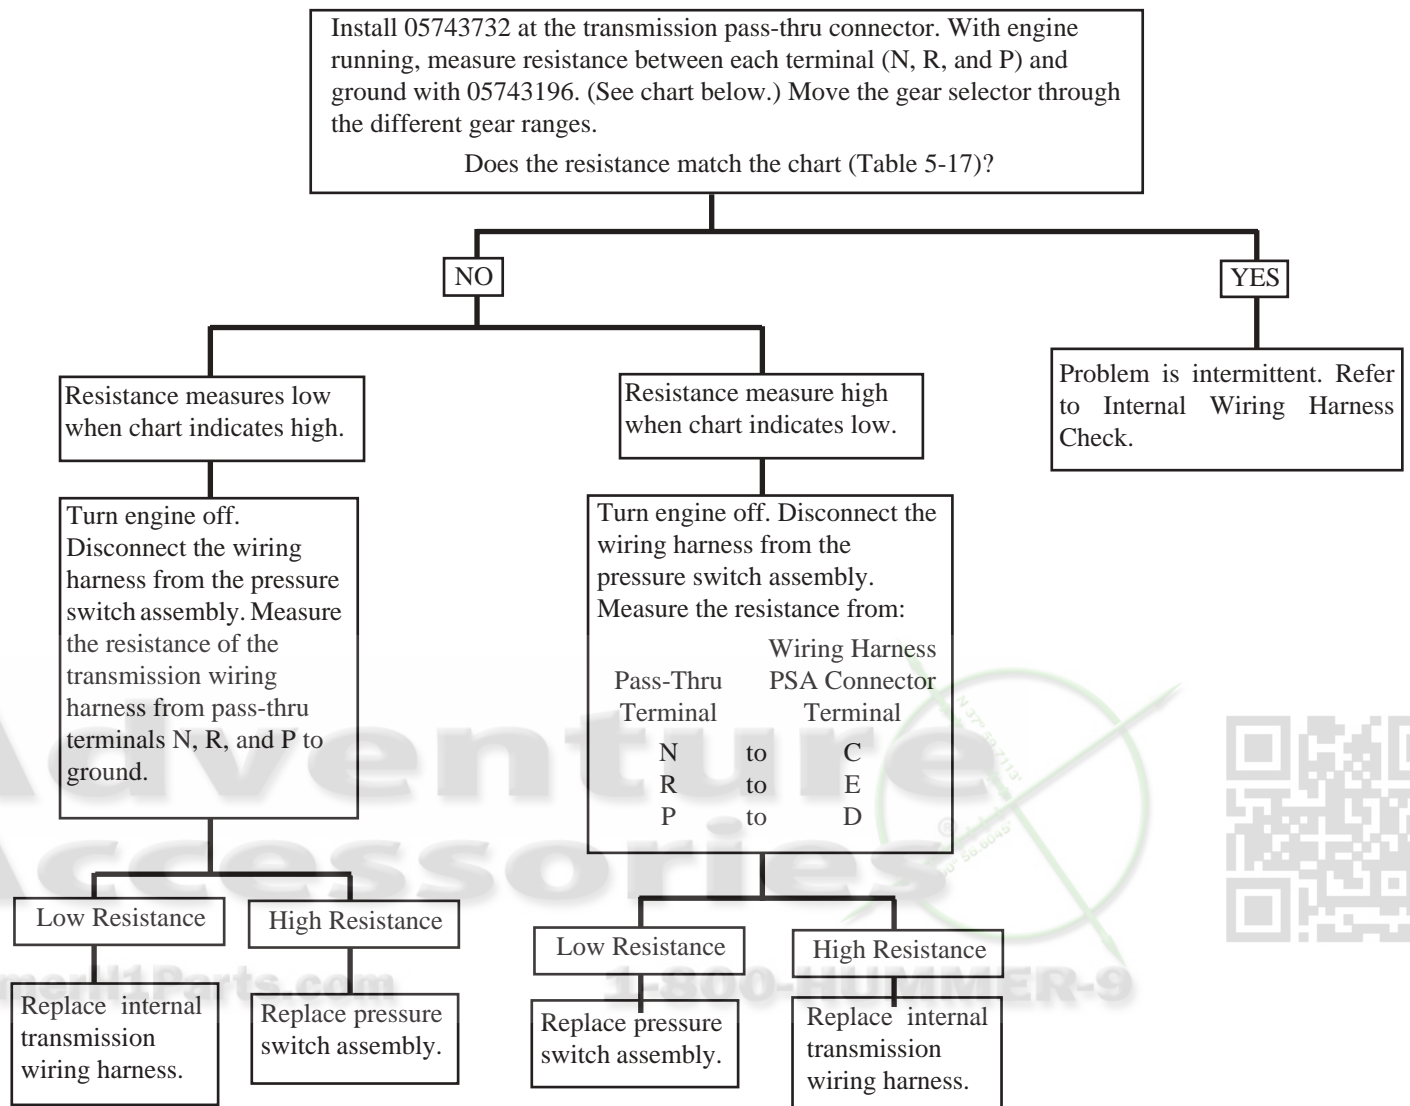 Install 05743732 at the transmission pass-thru connector. With engine
running, measure resistance between each terminal (N, R, and P) and
ground with 05743196. (See chart below.) Move the gear selector through
the different gear ranges.
Does the resistance match the chart (Table 5-17)?
NO
YES
Resistance measures low
when chart indicates high.
Resistance measure high
when chart indicates low.
Problem is intermittent. Refer
to Internal Wiring Harness
Check.
Turn engine off.
Disconnect the wiring
harness from the pressure
switch assembly. Measure
the resistance of the
transmission wiring
harness from pass-thru
terminals N, R, and P to
ground.
Turn engine off. Disconnect the
wiring harness from the
pressure switch assembly.
Measure the resistance from:
Wiring Harness
Pass-Thru PSA Connector
Terminal Terminal
N to C
R to E
P to D
Low Resistance
High Resistance
Low Resistance
High Resistance
Replace internal
transmission
wiring harness.
Replace pressure
switch assembly.
Replace pressure
switch assembly.
Replace internal
transmission
wiring harness.
Adventure
Accessories
merH1Parts.com
1-800-HUMMER-9